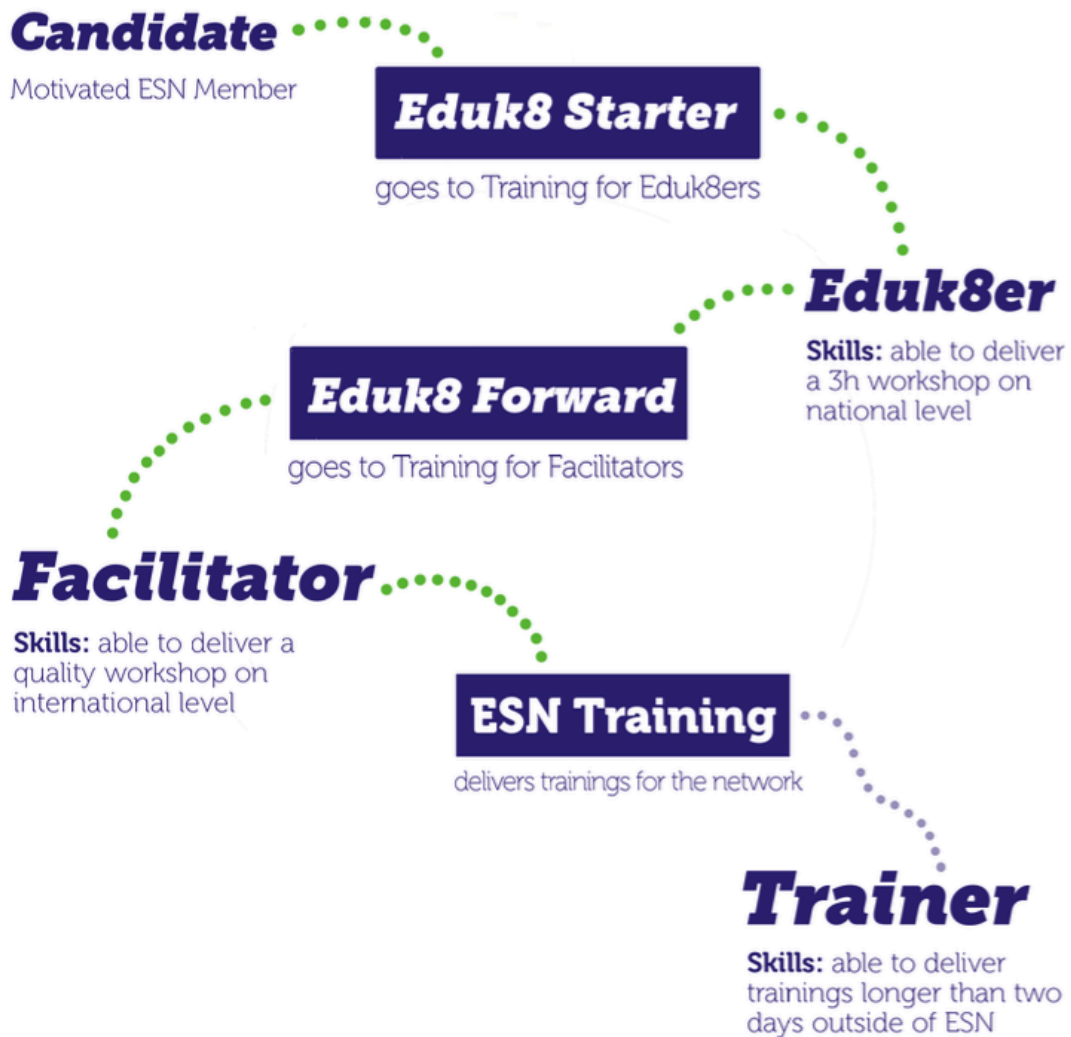 Candidate
Motivated ESN Member
Eduk8 Starter
goes to Training for Eduk8ers
Eduk8er
Skills: able to deliver
a 3h workshop on
national level
Eduk8 Forward
goes to Training for Facilitators
Facilitator
Skills: able to deliver a
quality workshop on
international level
ESN Training
delivers trainings for the network
Trainer
Skills: able to deliver
trainings longer than two
days outside of ESN